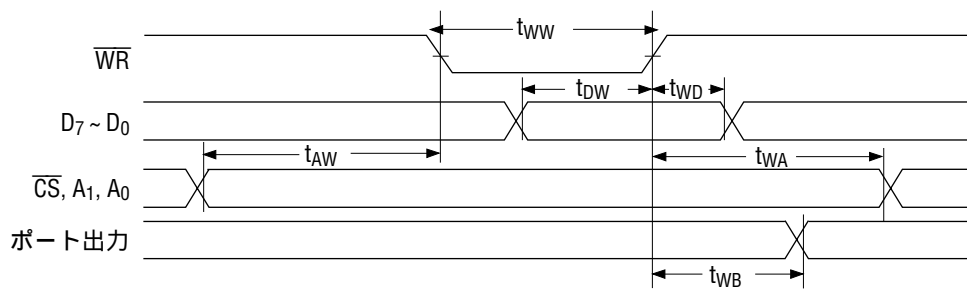 tWW
WR
tDW tWD
D7 ~ D0
tAW tWA
CS, A1, A0
ポート出力
tWB